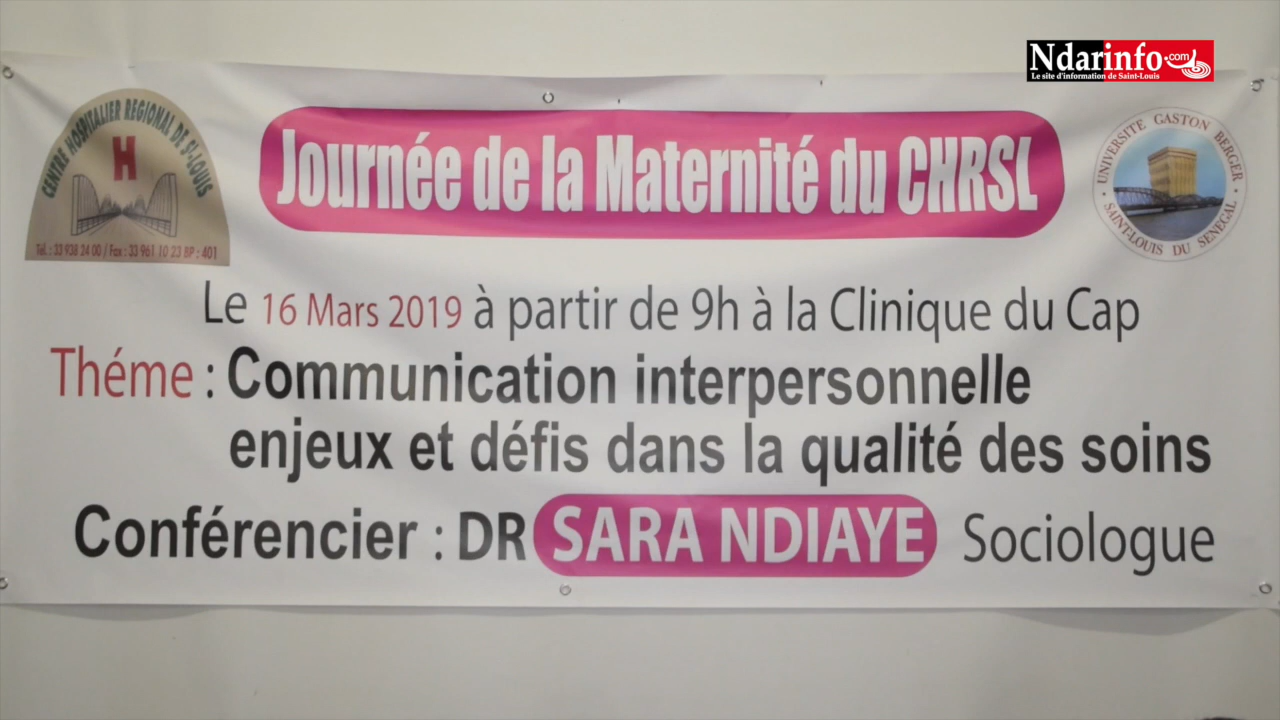 Ndarinfo.com
Le site d'information de Saint-Louis
CENTRE HOSPITALIER REGIONAL DE St-LOUIS
H
Tél. : 33 938 24 00 / Fax : 33 961 10 23 BP : 401
Journée de la Maternité du CHRSL
UNIVERSITE GASTON BERGER
SAINT-LOUIS DU SENEGAL
Le 16 Mars 2019 à partir de 9h à la Clinique du Cap
Théme : Communication interpersonnelle
enjeux et défis dans la qualité des soins
Conférencier : DR SARA NDIAYE Sociologue